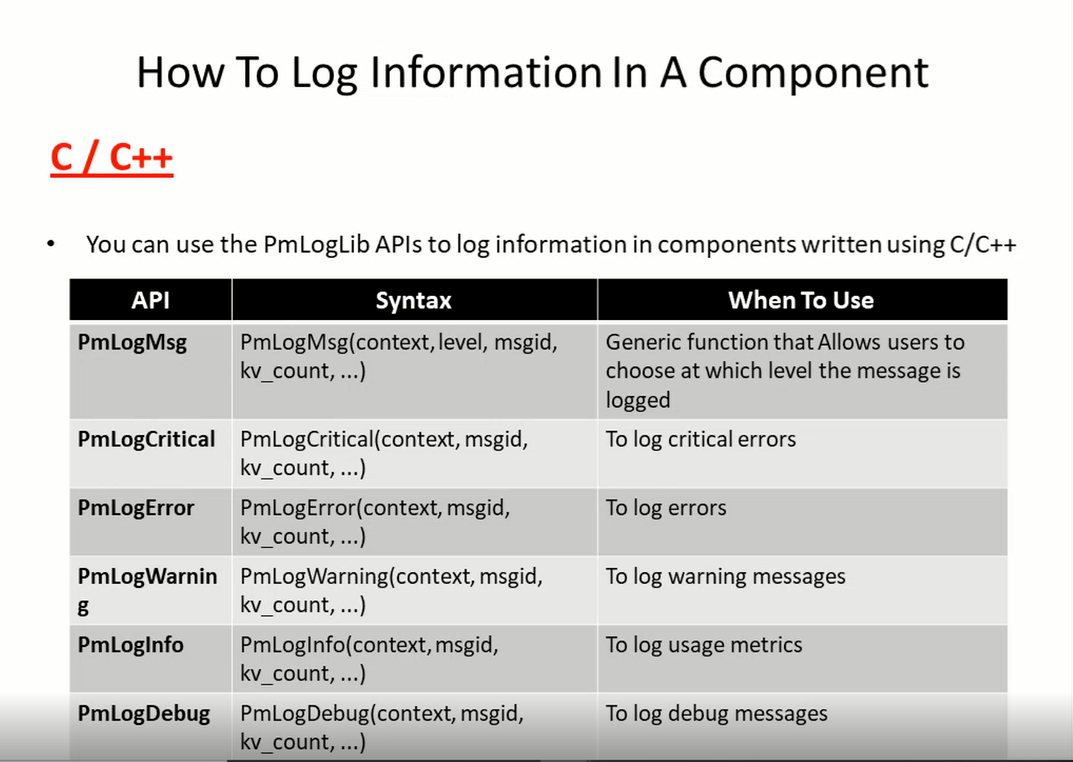 How To Log Information In A Component
C / C++
• You can use the PmLogLib APIs to log information in components written using C/C++
API Syntax When To Use
PmLogMsg PmLogMsg(context, level, msgid, Generic function that Allows users to
kv_count, ...) choose at which level the message is
logged
PmLogCritical PmLogCritical(context, msgid, To log critical errors
kv_count, ...)
PmLogError PmLogError(context, msgid, To log errors
kv_count, ...)
PmLogWarnin PmLogWarning(context, msgid, To log warning messages
g kv_count, ...)
PmLogInfo PmLogInfo(context, msgid, To log usage metrics
kv_count, ...)
PmLogDebug PmLogDebug(context, msgid, To log debug messages
kv_count, ...)